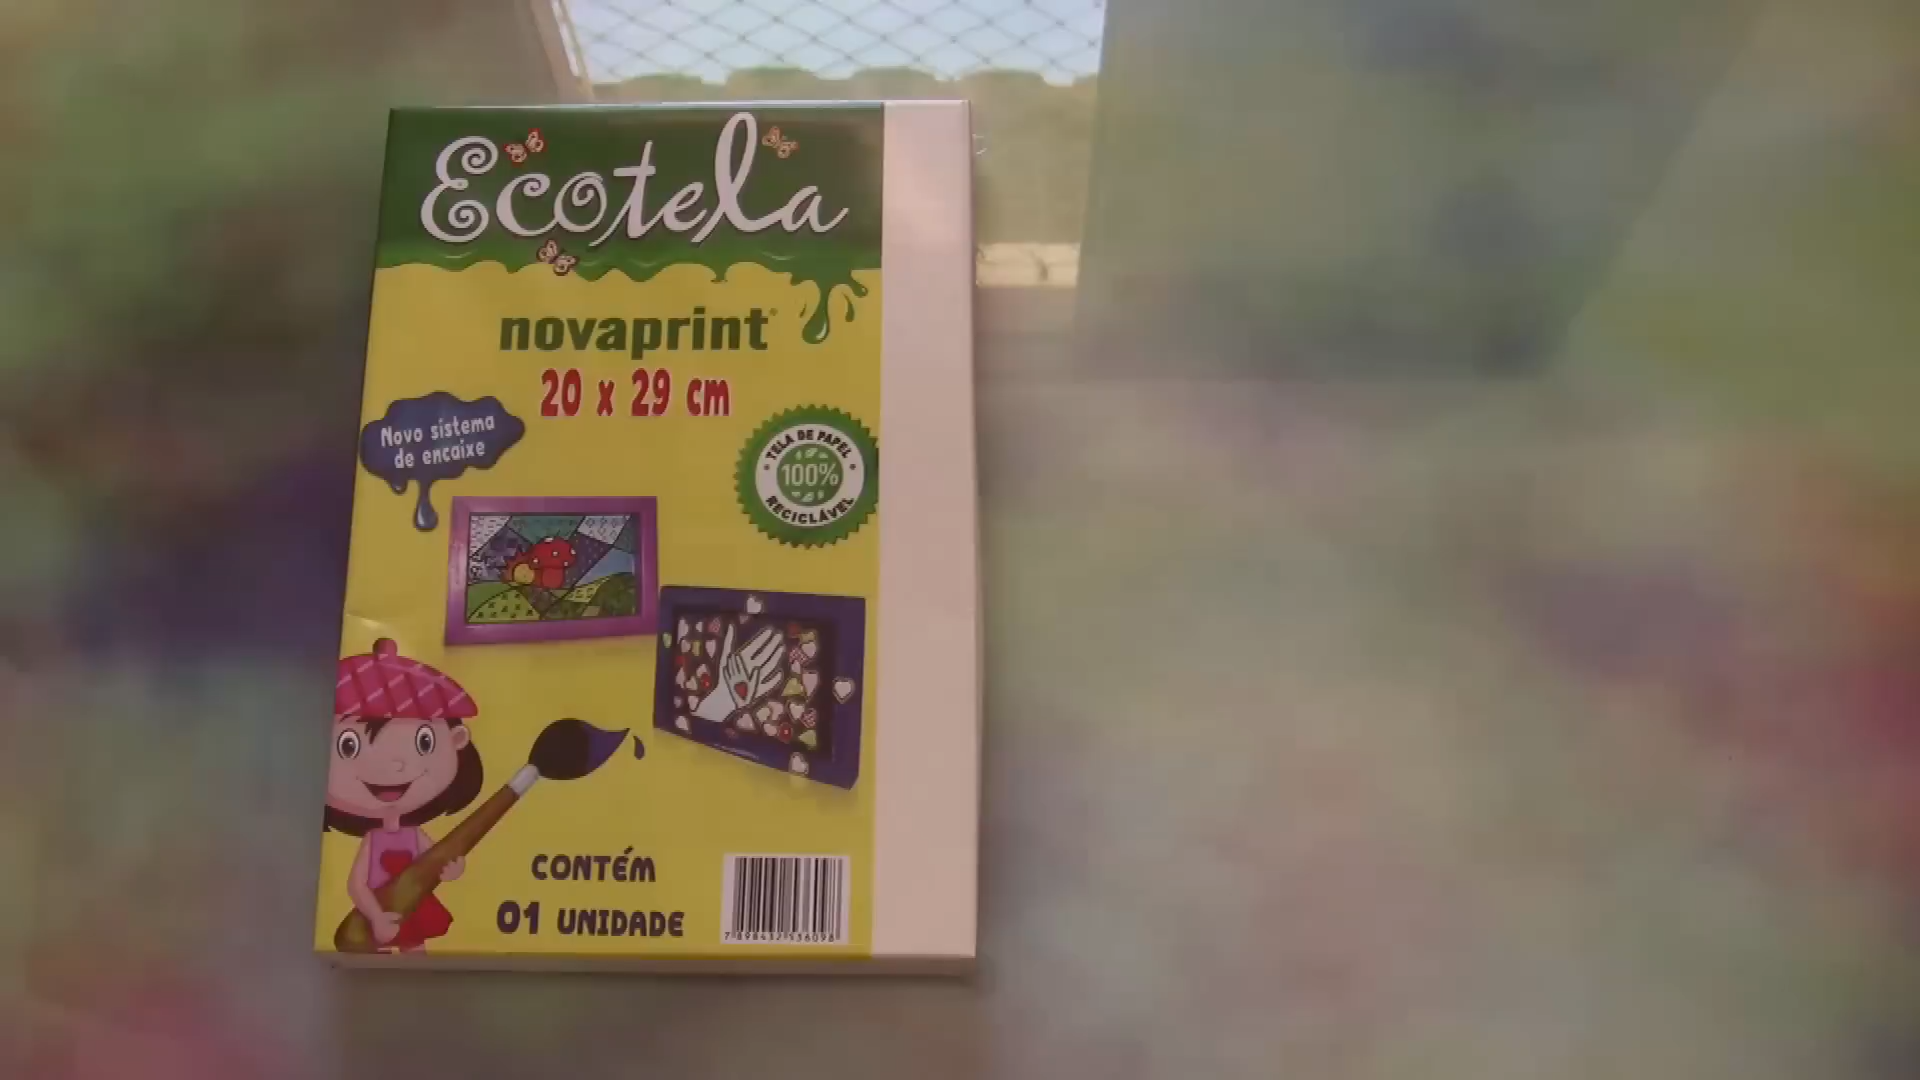 Ecotela
novaprint
20 x 29 cm
Novo sistema
de encaixe
TELA DE PAPEL
100%
RECICLÁVEL
CONTÉM
01 UNIDADE